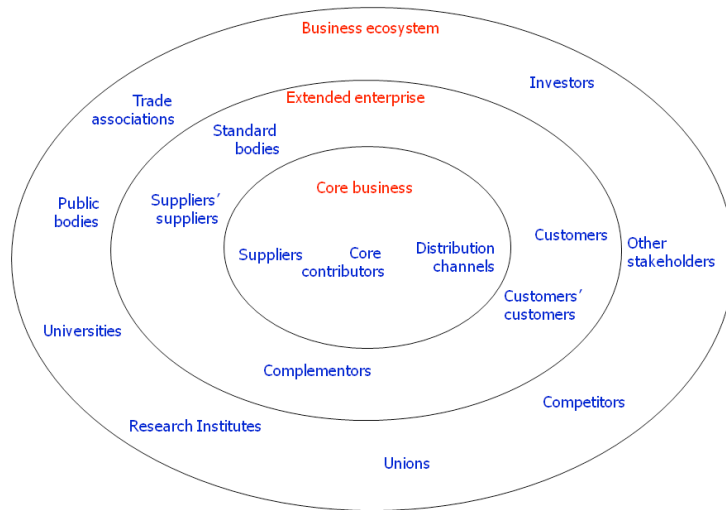 Business ecosystem
Investors
Extended enterprise
Trade
associations
Standard
bodies
Core business
Public
bodies
Suppliers’
suppliers
Customers
Other
stakeholders
Suppliers
Core
contributors
Distribution
channels
Customers’
customers
Universities
Complementors
Competitors
Research Institutes
Unions